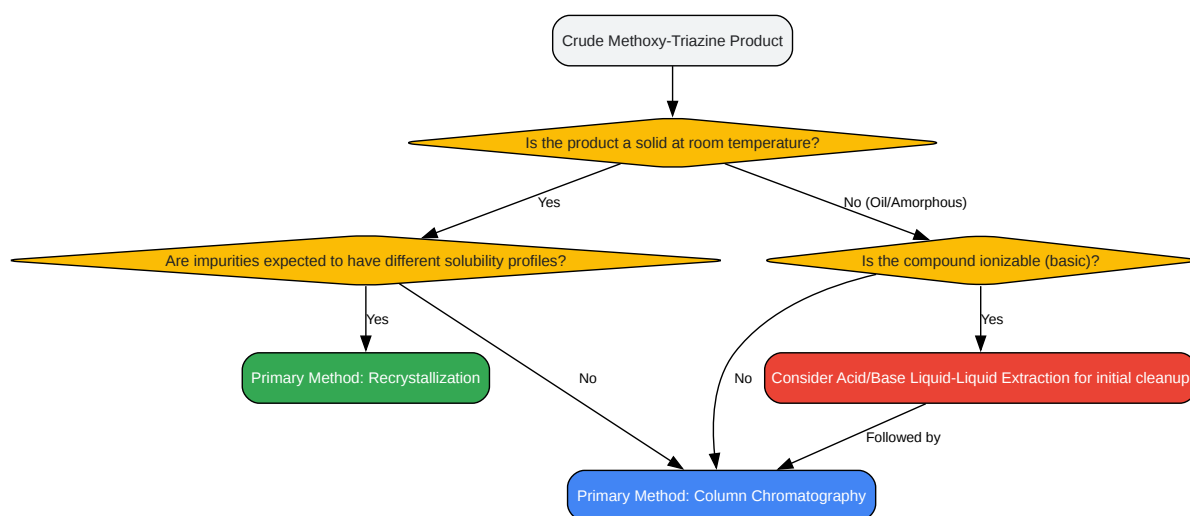 Crude Methoxy-Triazine Product
Is the product a solid at room temperature?
Yes
No (Oil/Amorphous)
Are impurities expected to have different solubility profiles?
Is the compound ionizable (basic)?
Yes
Yes
Primary Method: Recrystallization
No
No
Consider Acid/Base Liquid-Liquid Extraction for initial cleanup
Followed by
Primary Method: Column Chromatography